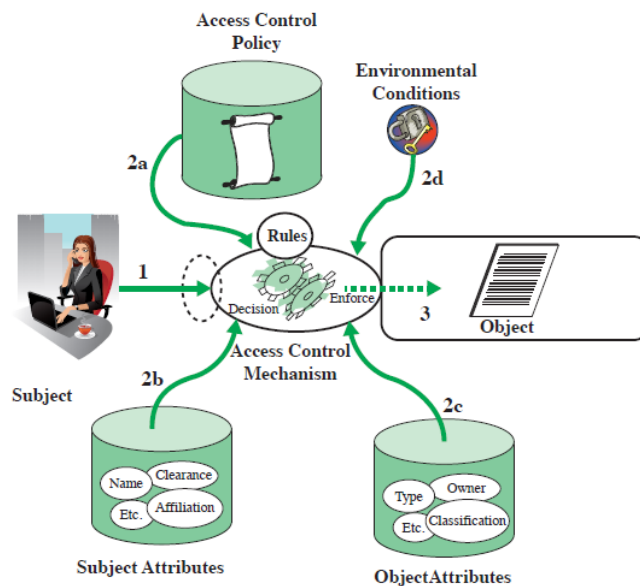 Access Control
Policy
Environmental
Conditions
2a
2d
Rules
1
Decision
Enforce
3
Object
Access Control
Mechanism
Subject
2b
2c
Name
Clearance
Etc.
Affiliation
Type
Owner
Etc.
Classification
Subject Attributes
ObjectAttributes